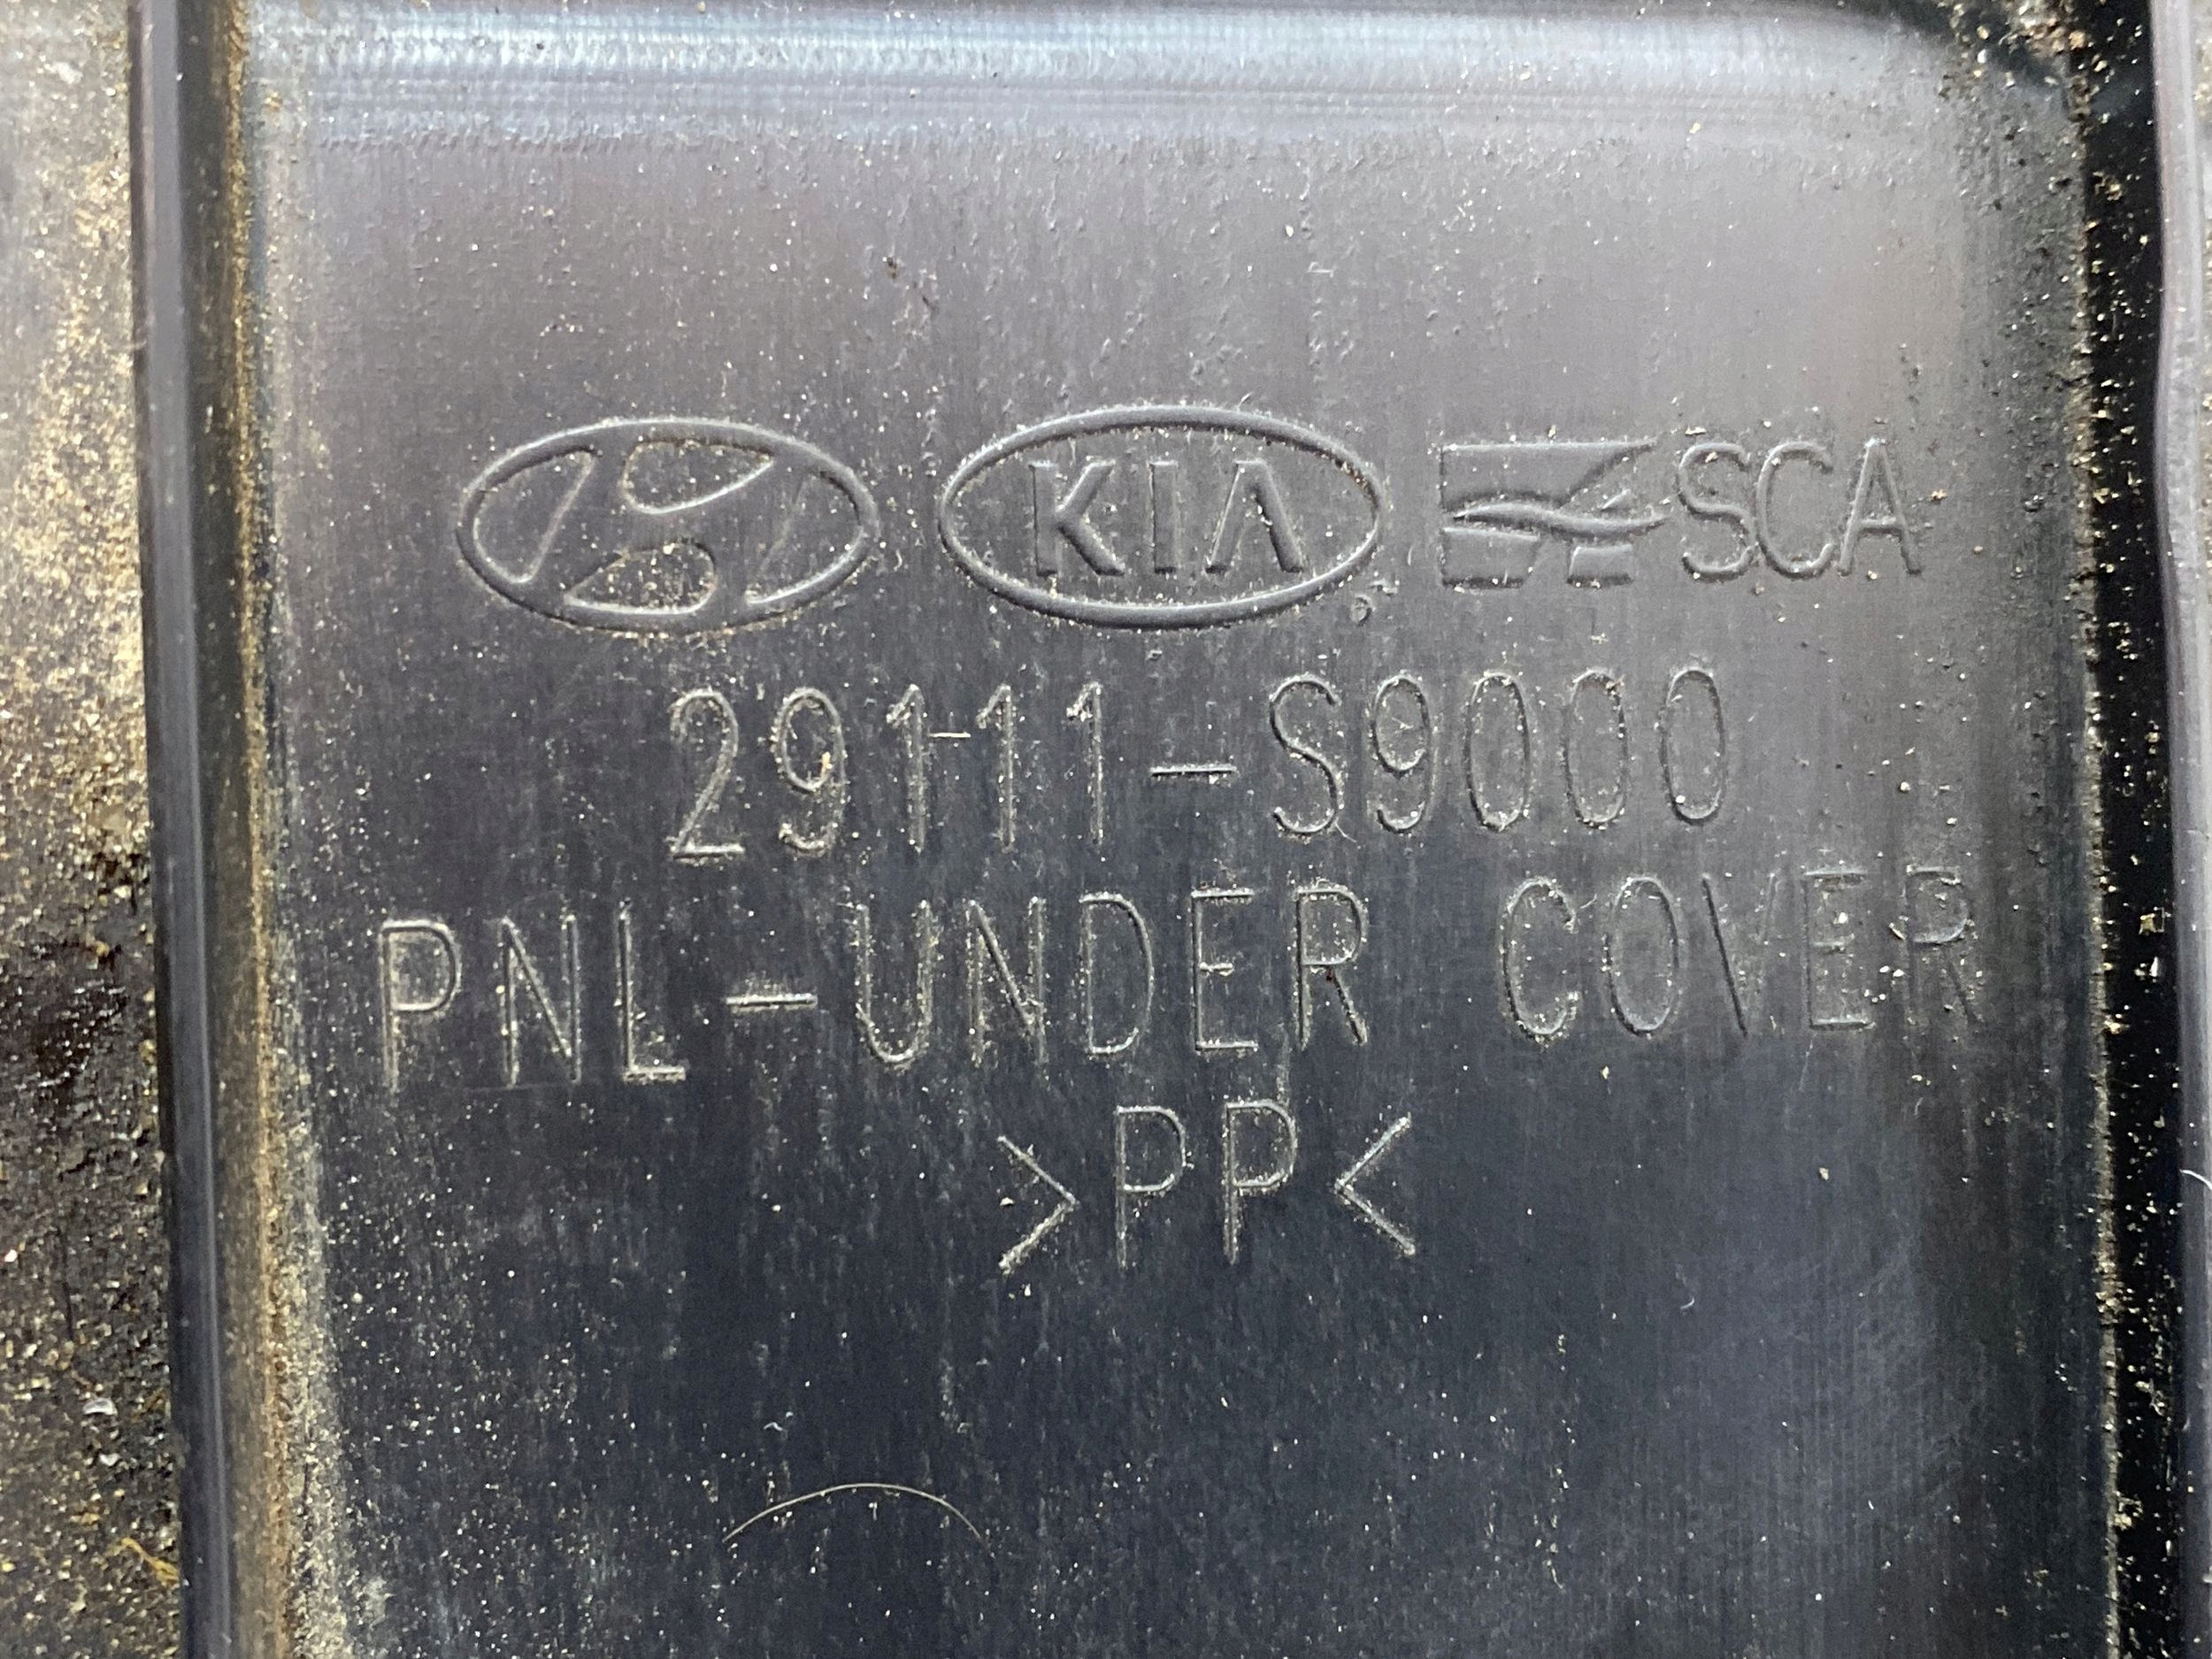 KIA SCA
29111-S9000
PNL-UNDER COVER
>PP<